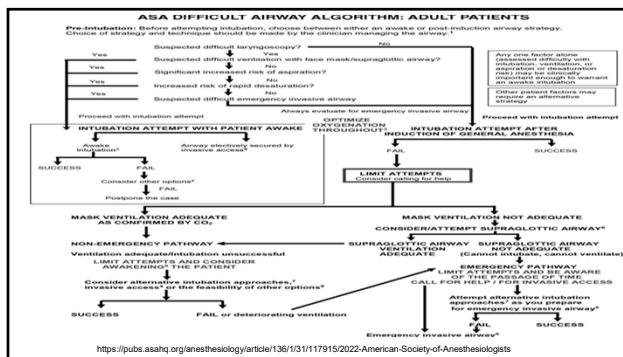 ASA DIFFICULT AIRWAY ALGORITHM: ADULT PATIENTS
Pre-Intubation: Before attempting intubation, choose between either an awake or post-induction airway strategy.
Choice of strategy and technique should be made by the clinician managing the airway.
Suspected difficult laryngoscopy?
No
Yes
Yes
Suspected difficult ventilation with face mask/supraglottic airway?
No
Yes
Significant increased risk of aspiration?
No
Yes
Increased risk of rapid desaturation?
No
Yes
Suspected difficult emergency invasive airway
Always evaluate for emergency invasive airway
Any one factor alone
(assessed difficulty with
intubation, ventilation, or
aspiration or desaturation
risk) may be clinically
important enough to warrant
an awake intubation
Other patient factors may
require an alternative
strategy
Proceed with intubation attempt
Proceed with intubation attempt
OPTIMIZE
OXYGENATION
THROUGHOUT
INTUBATION ATTEMPT WITH PATIENT AWAKE
Awake
Intubation
Airway electively secured by
invasive access
SUCCESS
FAIL
Consider other options
FAIL
Postpone the case
INTUBATION ATTEMPT AFTER
INDUCTION OF GENERAL ANESTHESIA
FAIL
SUCCESS
LIMIT ATTEMPTS
Consider calling for help
MASK VENTILATION ADEQUATE
AS CONFIRMED BY CO₂
MASK VENTILATION NOT ADEQUATE
CONSIDER/ATTEMPT SUPRAGLOTTIC AIRWAY
NON-EMERGENCY PATHWAY
SUPRAGLOTTIC AIRWAY
VENTILATION
ADEQUATE
SUPRAGLOTTIC AIRWAY
NOT ADEQUATE
(Cannot intubate, cannot ventilate)
Ventilation adequate/intubation unsuccessful
LIMIT ATTEMPTS AND CONSIDER
AWAKENING THE PATIENT
Consider alternative intubation approaches,
invasive access or the feasibility of other options
SUCCESS
FAIL or deteriorating ventilation
EMERGENCY PATHWAY
LIMIT ATTEMPTS AND BE AWARE
OF THE PASSAGE OF TIME
CALL FOR HELP / FOR INVASIVE ACCESS
Attempt alternative intubation
approaches as you prepare
for emergency invasive airway
FAIL
SUCCESS
Emergency invasive airway
https://pubs.asahq.org/anesthesiology/article/136/1/31/117915/2022-American-Society-of-Anesthesiologists